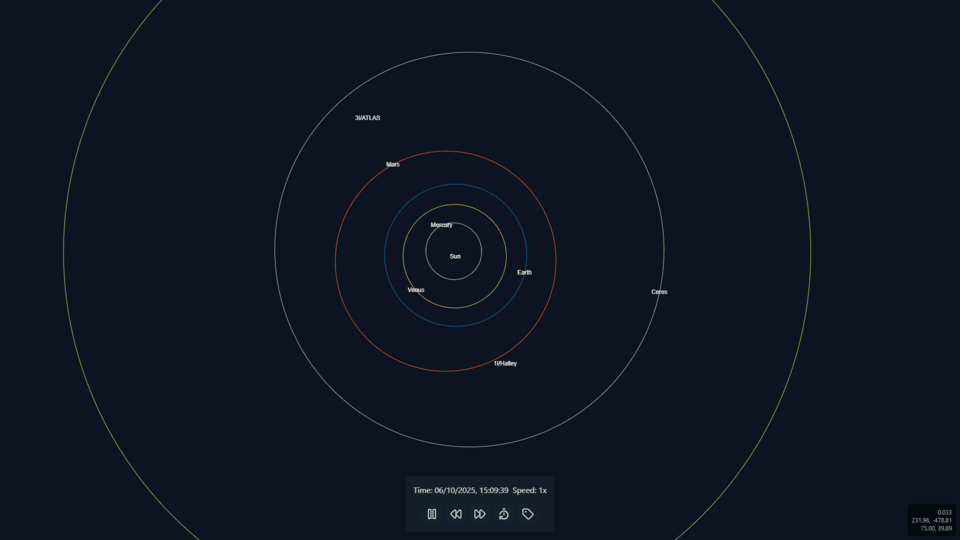 3I/ATLAS
Mars
Mercury
Sun
Earth
Venus
Ceres
1I/Halley
Time: 06/10/2025, 15:09:39 Speed: 1x
0.033
231.96, -478.81
75.00, 39.89